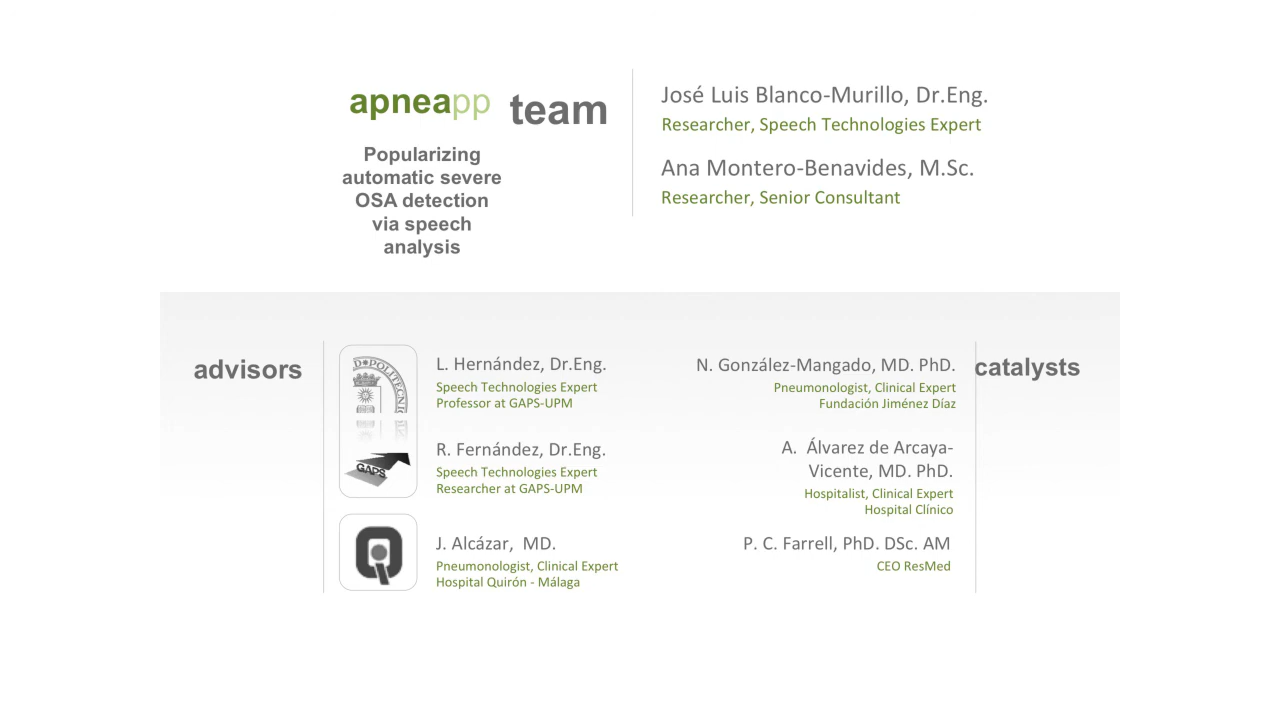 apneapp team
Popularizing
automatic severe
OSA detection
via speech
analysis
José Luis Blanco-Murillo, Dr.Eng.
Researcher, Speech Technologies Expert
Ana Montero-Benavides, M.Sc.
Researcher, Senior Consultant
advisors
D POLITECNIC
GAPS
L. Hernández, Dr.Eng.
Speech Technologies Expert
Professor at GAPS-UPM
R. Fernández, Dr.Eng.
Speech Technologies Expert
Researcher at GAPS-UPM
J. Alcázar, MD.
Pneumonologist, Clinical Expert
Hospital Quirón - Málaga
catalysts
N. González-Mangado, MD. PhD.
Pneumonologist, Clinical Expert
Fundación Jiménez Díaz
A. Álvarez de Arcaya-
Vicente, MD. PhD.
Hospitalist, Clinical Expert
Hospital Clínico
P. C. Farrell, PhD. DSc. AM
CEO ResMed